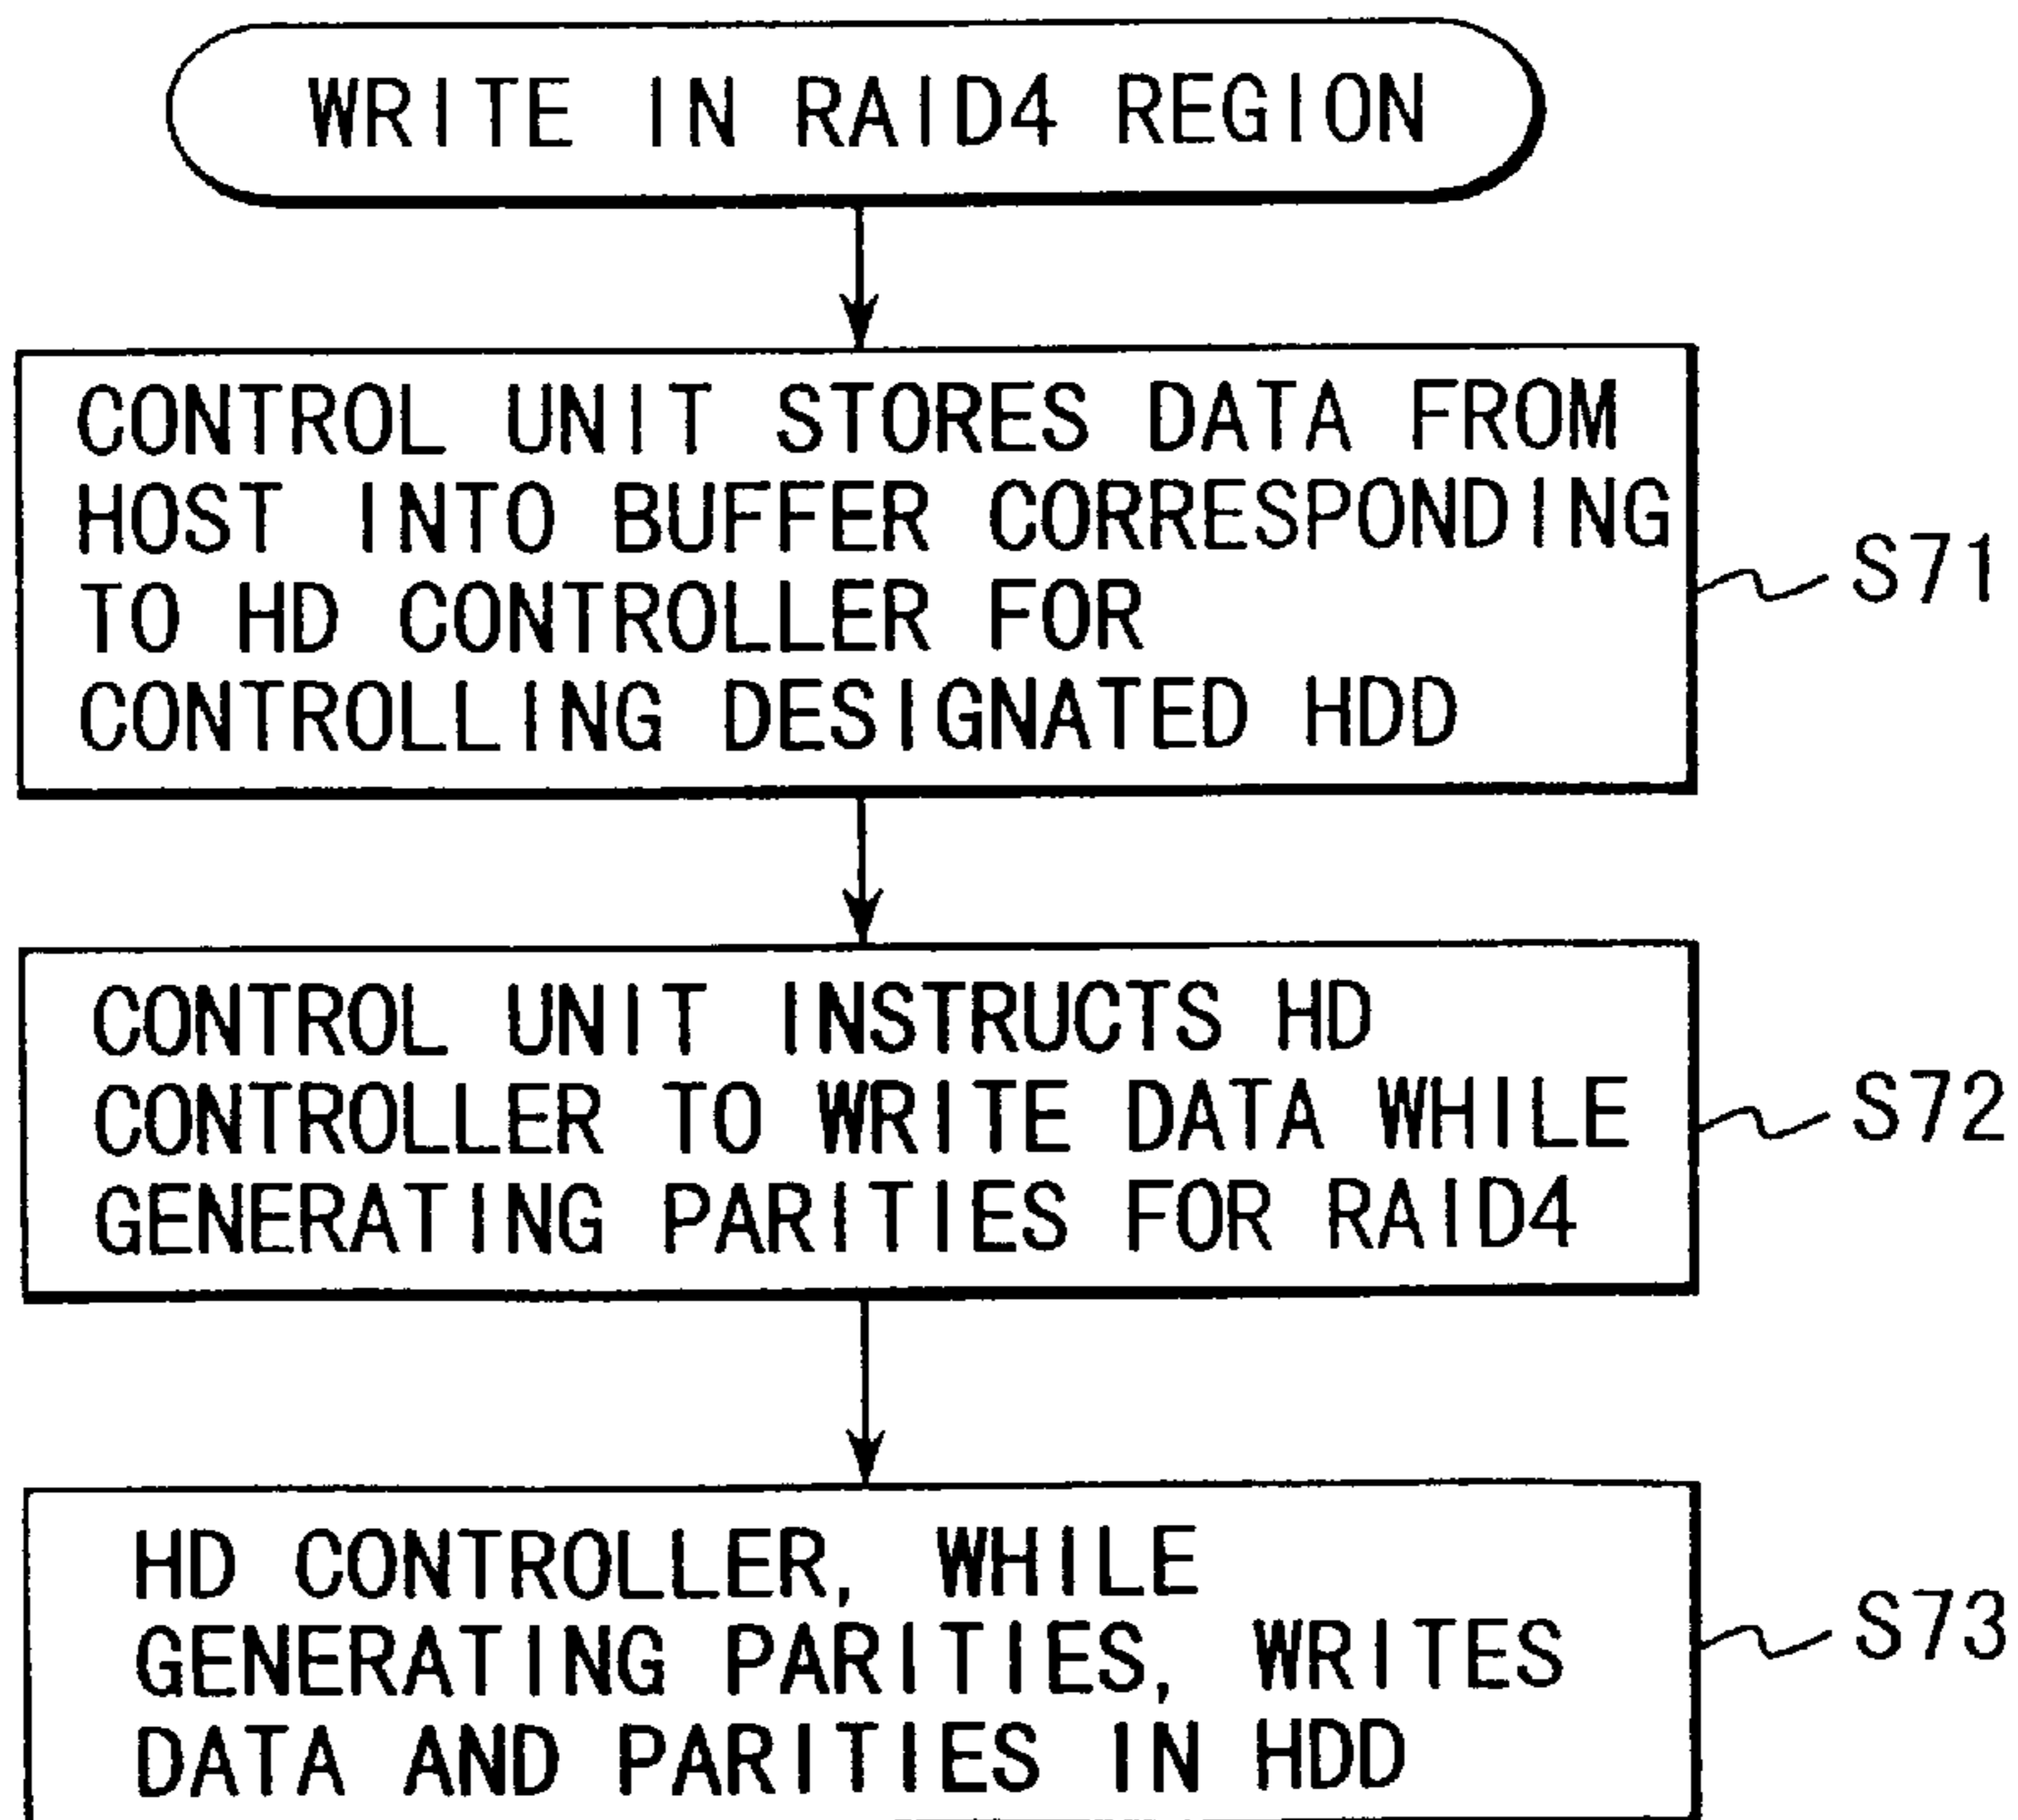 WRITE IN RAID4 REGION
CONTROL UNIT STORES DATA FROM
HOST INTO BUFFER CORRESPONDING
TO HD CONTROLLER FOR
CONTROLLING DESIGNATED HDD
S71
CONTROL UNIT INSTRUCTS HD
CONTROLLER TO WRITE DATA WHILE
GENERATING PARITIES FOR RAID4
S72
HD CONTROLLER, WHILE
GENERATING PARITIES, WRITES
DATA AND PARITIES IN HDD
S73